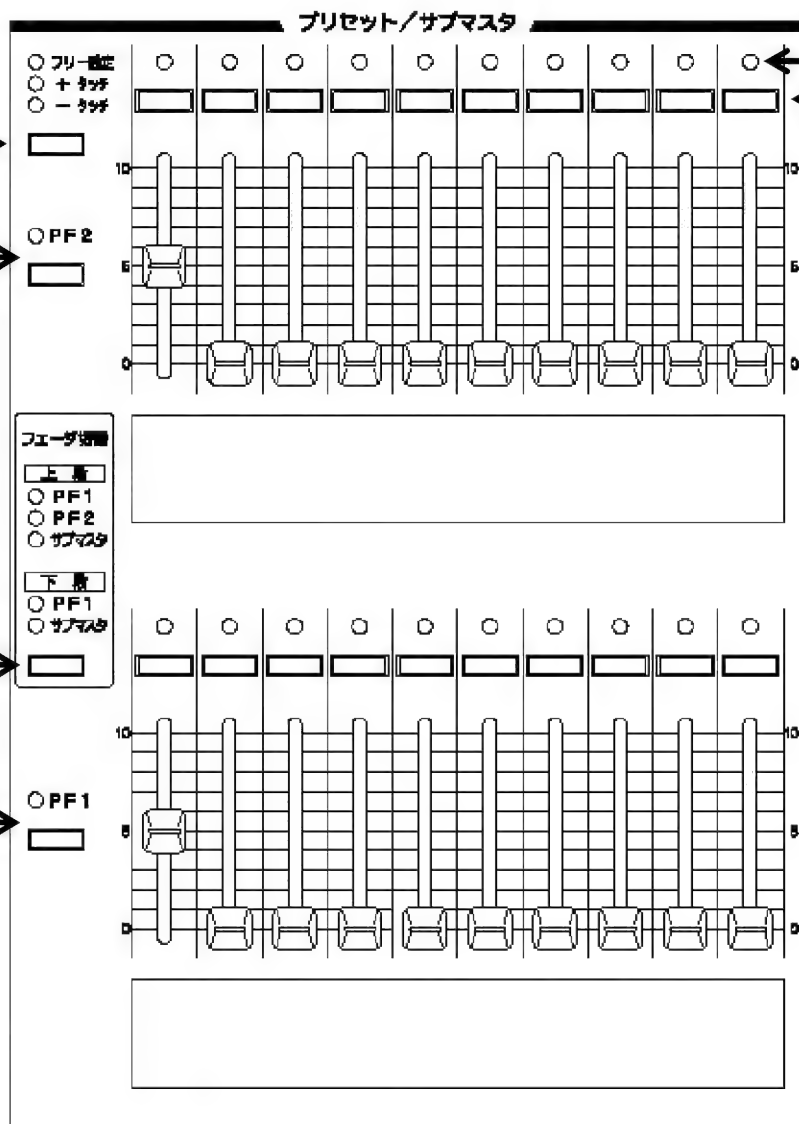 プリセット/サブマスタ
フリー設定
+ タッチ
- タッチ
10
10
PF2
5
5
0
0
フェーダ切替
上 段
PF1
PF2
サブマスタ
下 段
PF1
サブマスタ
10
10
PF1
5
5
0
0